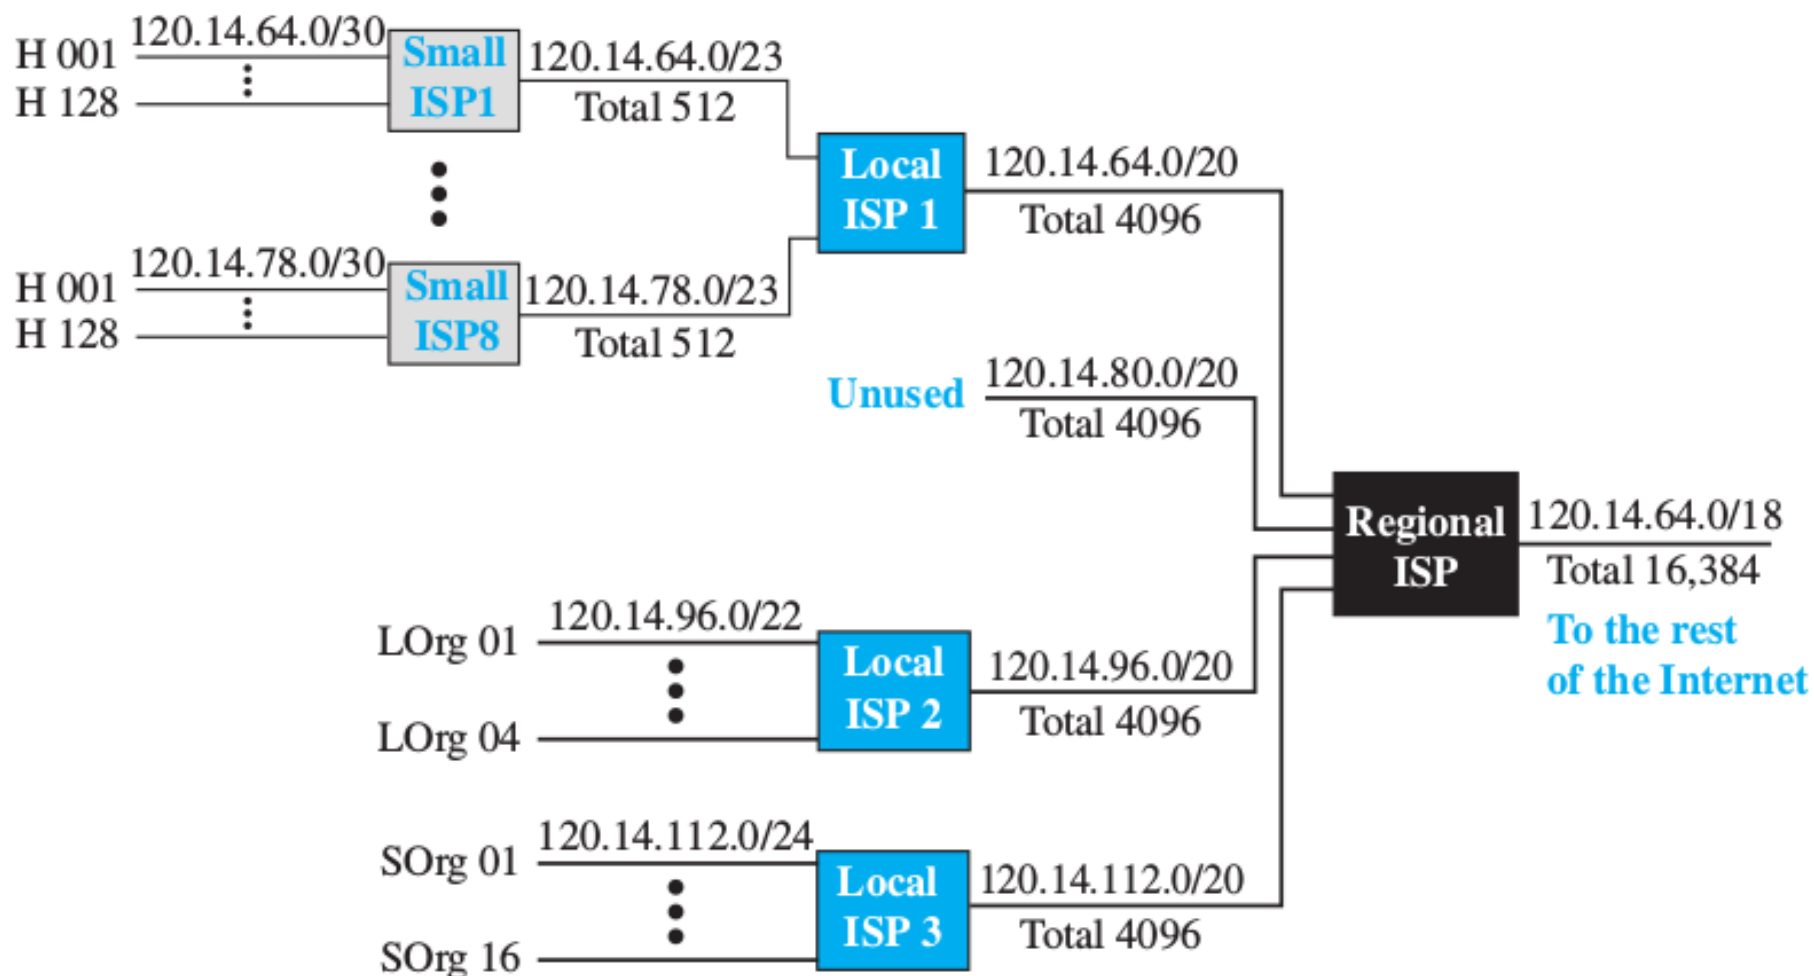 H 001
120.14.64.0/30
H 128
Small
ISP1
120.14.64.0/23
Total 512
H 001
120.14.78.0/30
H 128
Small
ISP8
120.14.78.0/23
Total 512
Local
ISP 1
120.14.64.0/20
Total 4096
Unused
120.14.80.0/20
Total 4096
LOrg 01
120.14.96.0/22
LOrg 04
Local
ISP 2
120.14.96.0/20
Total 4096
SOrg 01
120.14.112.0/24
SOrg 16
Local
ISP 3
120.14.112.0/20
Total 4096
Regional
ISP
120.14.64.0/18
Total 16,384
To the rest
of the Internet